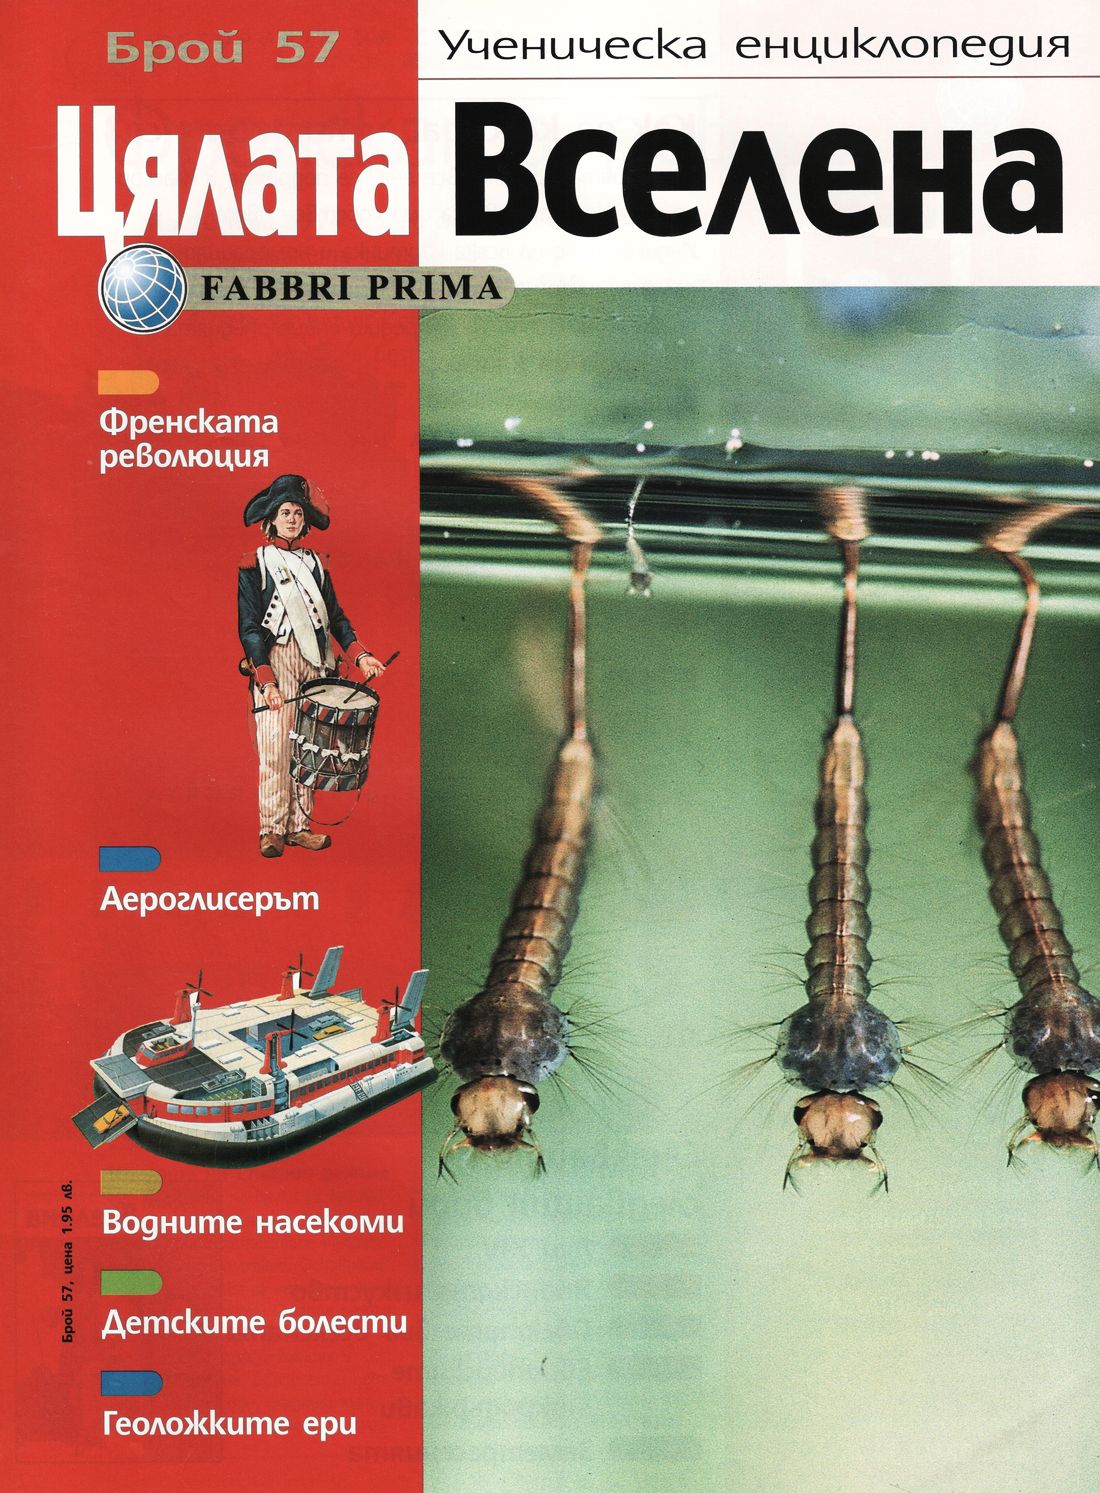 Брой 57
Ученическа енциклопедия
Цялата Вселена
FABBRI PRIMA
Френската
революция
Аероглисерът
Водните насекоми
Детските болести
Геоложките ери
Брой 57, цена 1.95 лв.